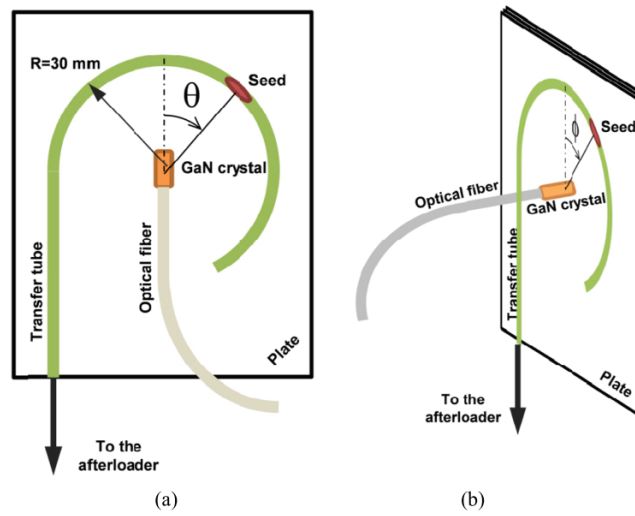 R=30 mm
Seed
θ
GaN crystal
Transfer tube
Optical fiber
Plate
To the
afterloader
(a)
ϕ
Seed
Optical fiber
GaN crystal
Transfer tube
Plate
To the
afterloader
(b)